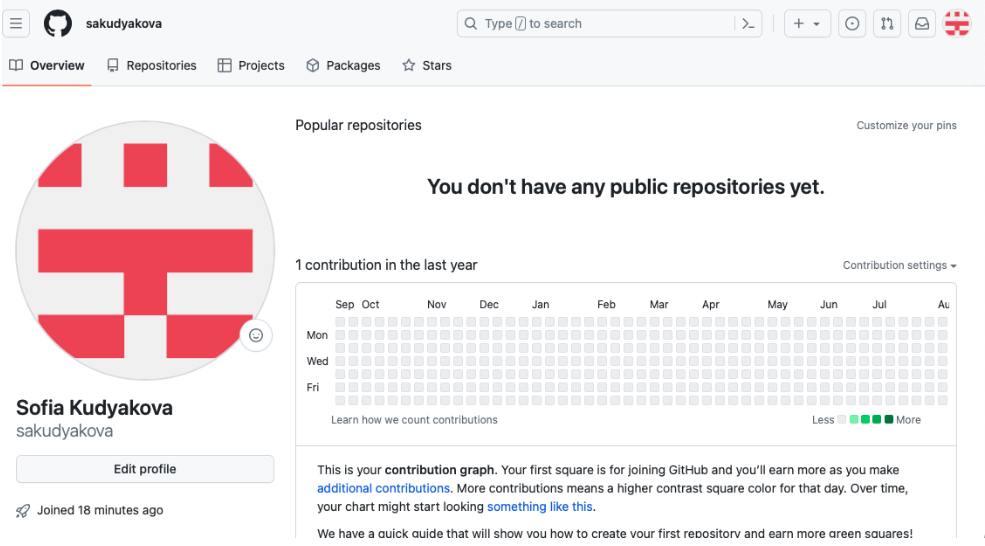 sakudyakova
Type / to search
Overview Repositories Projects Packages Stars
Popular repositories
Customize your pins
You don't have any public repositories yet.
1 contribution in the last year
Contribution settings
Sep Oct Nov Dec Jan Feb Mar Apr May Jun Jul Au
Mon
Wed
Fri
Learn how we count contributions
Less More
Sofia Kudyakova
sakudyakova
Edit profile
Joined 18 minutes ago
This is your contribution graph. Your first square is for joining GitHub and you’ll earn more as you make
additional contributions. More contributions means a higher contrast square color for that day. Over time,
your chart might start looking something like this.
We have a quick guide that will show you how to create your first repository and earn more green squares!